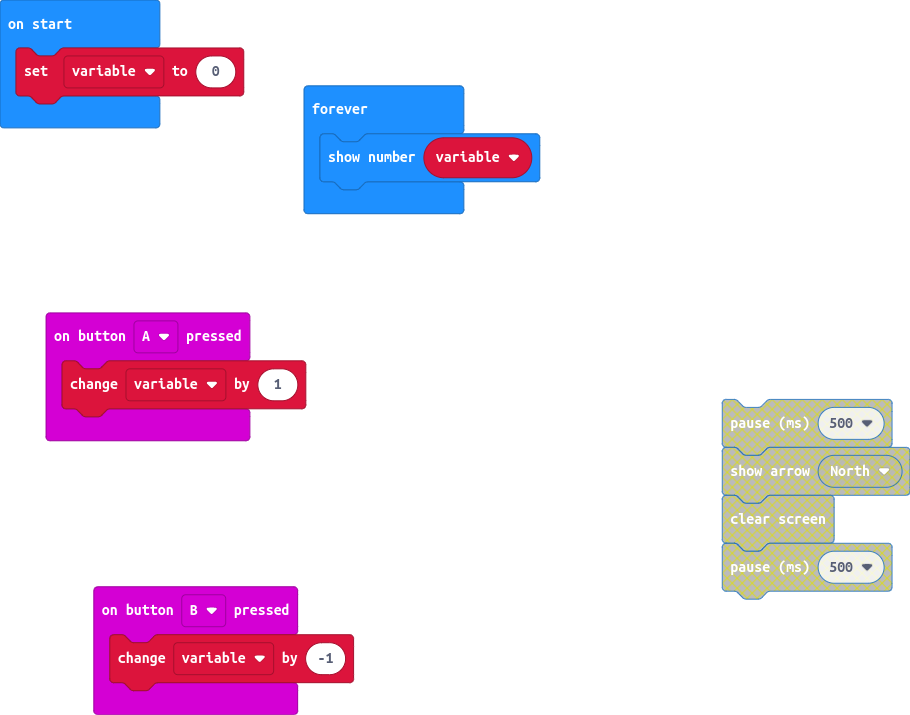 on start
set variable to 0
forever
show number variable
on button A pressed
change variable by 1
pause (ms) 500
show arrow North
clear screen
pause (ms) 500
on button B pressed
change variable by -1